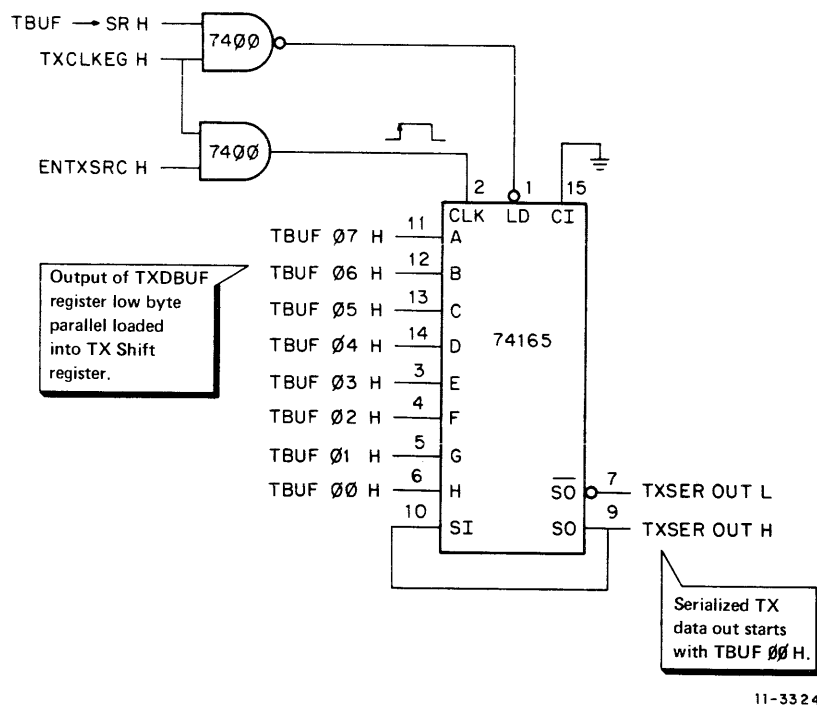 TBUF → SR H
7400
TXCLKEG H
7400
ENTXSRC H
2 1 15
CLK LD CI
TBUF Ø7 H 11 A
TBUF Ø6 H 12 B
TBUF Ø5 H 13 C
TBUF Ø4 H 14 D
74165
TBUF Ø3 H 3 E
TBUF Ø2 H 4 F
TBUF Ø1 H 5 G
TBUF ØØ H 6 H
SO 7 TXSER OUT L
10 SI
SO 9 TXSER OUT H
Output of TXDBUF
register low byte
parallel loaded
into TX Shift
register.
Serialized TX
data out starts
with TBUF ØØ H.
11-3324